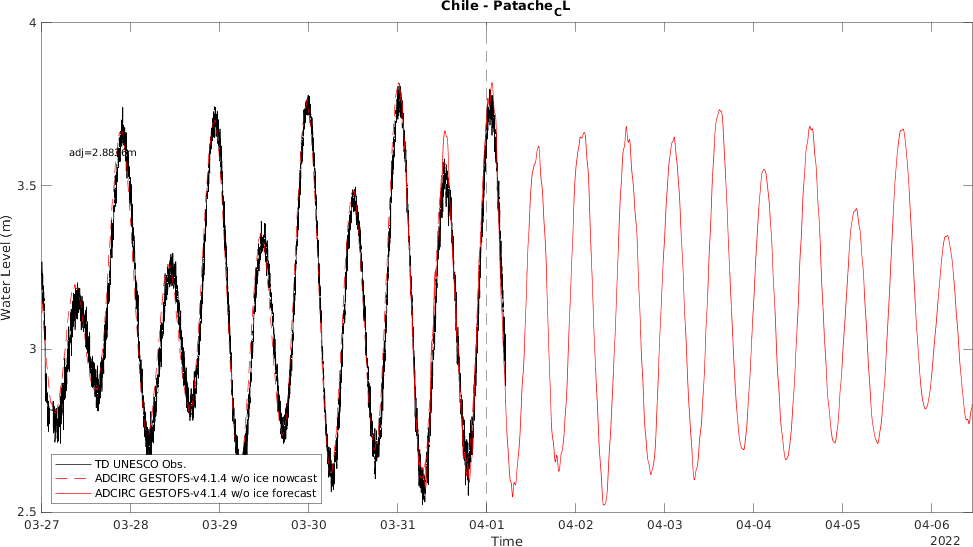 Chile - Patache_CL
4
3.5
3
2.5
Water Level (m)
adj=2.8836m
TD UNESCO Obs.
ADCIRC GESTOFS-v4.1.4 w/o ice nowcast
ADCIRC GESTOFS-v4.1.4 w/o ice forecast
03-27 03-28 03-29 03-30 03-31 04-01 04-02 04-03 04-04 04-05 04-06
Time
2022